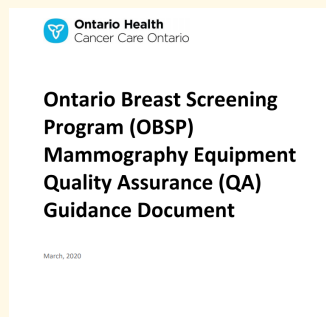 Ontario Health
Cancer Care Ontario
Ontario Breast Screening
Program (OBSP)
Mammography Equipment
Quality Assurance (QA)
Guidance Document
March, 2020